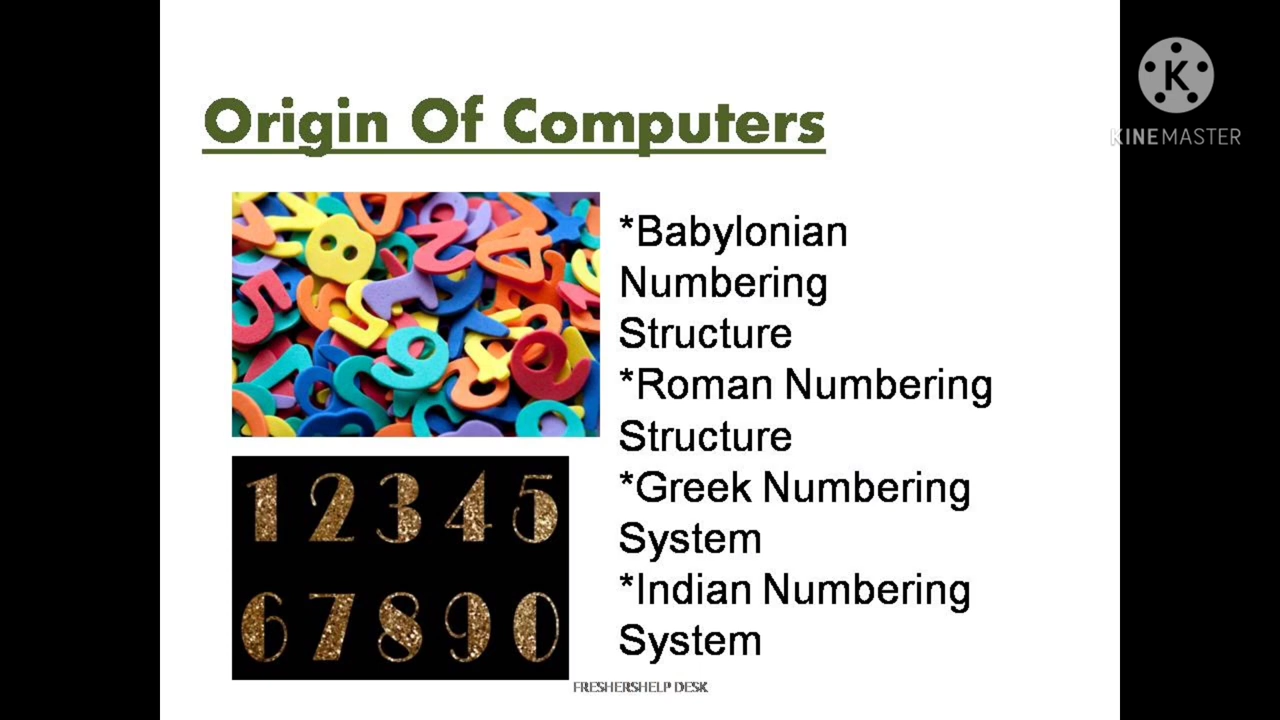 Origin Of Computers
*Babylonian
Numbering
Structure
*Roman Numbering
Structure
*Greek Numbering
System
*Indian Numbering
System
1 2 3 4 5
6 7 8 9 0
FRESHERSHELP DESK
K
KINEMASTER